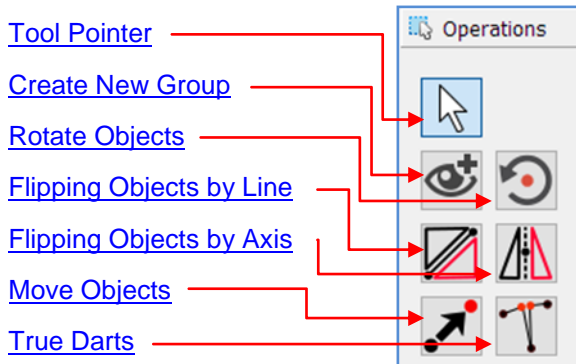 Operations
Tool Pointer
Create New Group
Rotate Objects
Flipping Objects by Line
Flipping Objects by Axis
Move Objects
True Darts